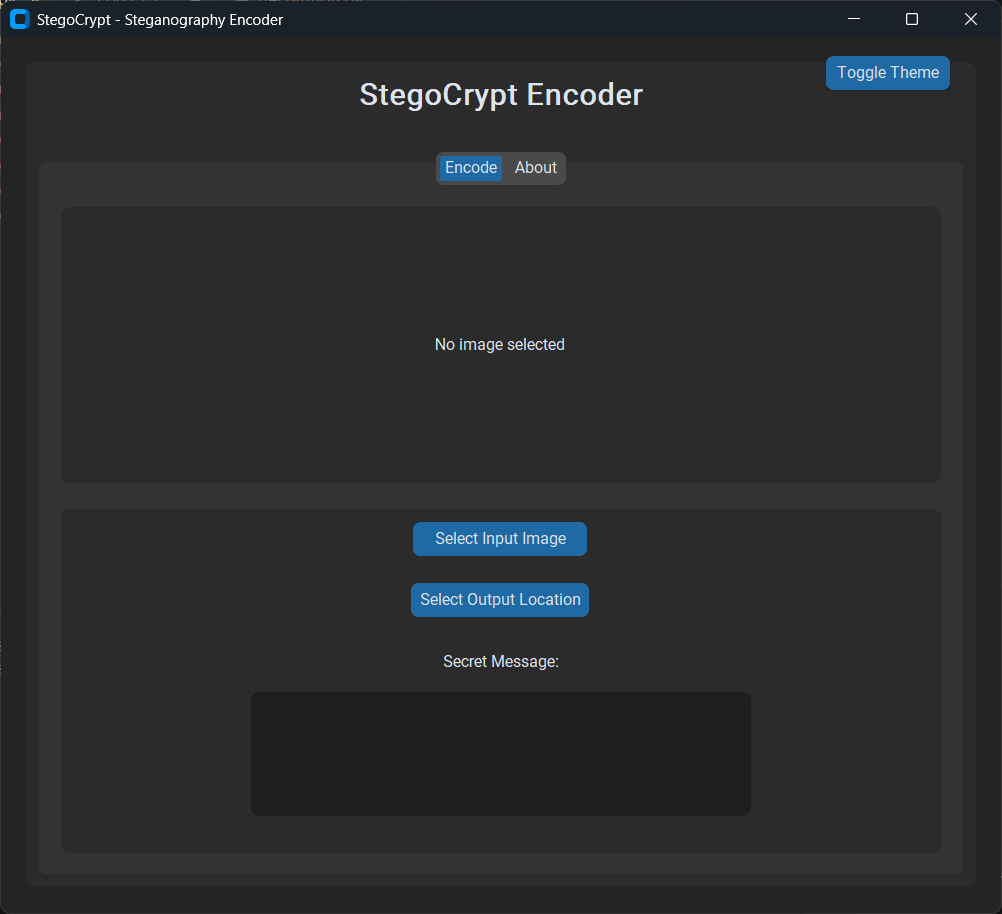 StegoCrypt - Steganography Encoder
Toggle Theme
StegoCrypt Encoder
Encode About
No image selected
Select Input Image
Select Output Location
Secret Message: